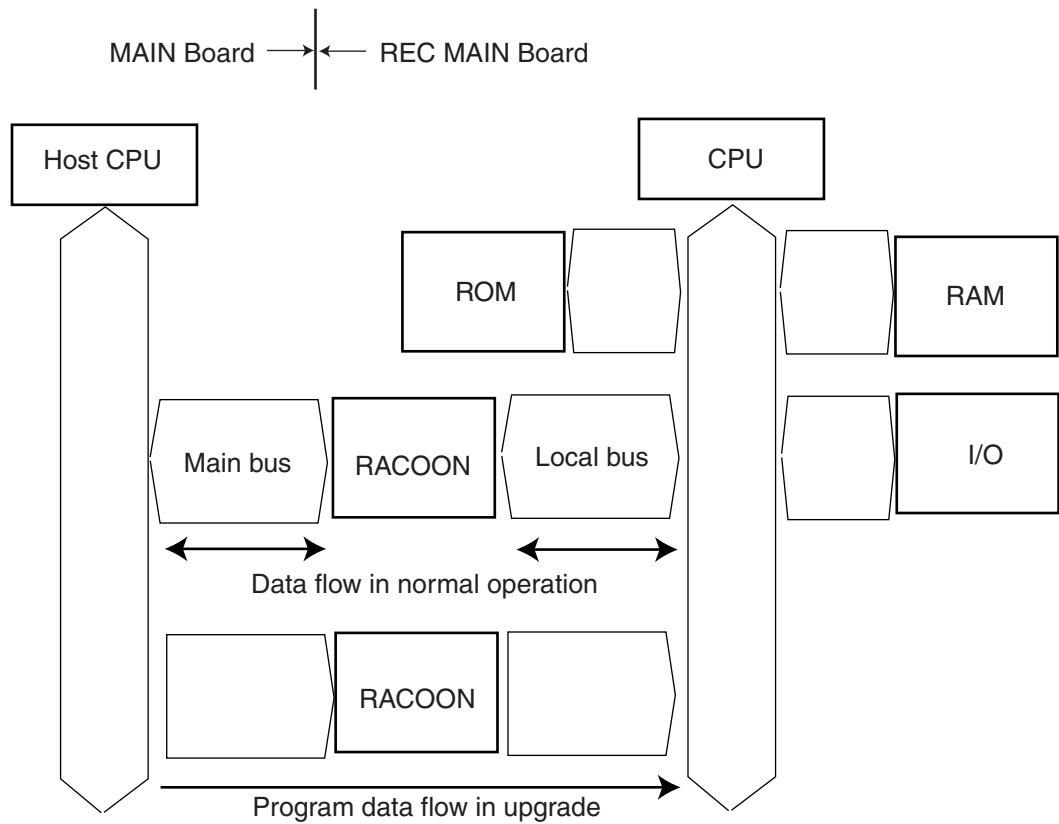 MAIN Board
REC MAIN Board
Host CPU
CPU
ROM
RAM
Main bus
RACOON
Local bus
I/O
Data flow in normal operation
RACOON
Program data flow in upgrade